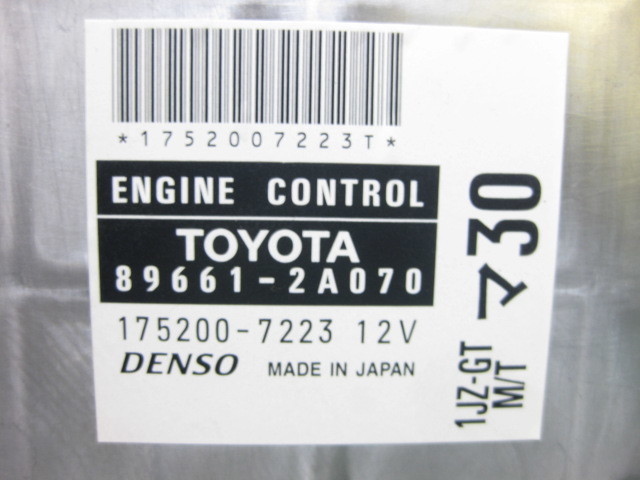 *1752007223T*
ENGINE CONTROL
TOYOTA
89661-2A070
175200-7223 12V
DENSO MADE IN JAPAN
マ30
1JZ-GT
M/T